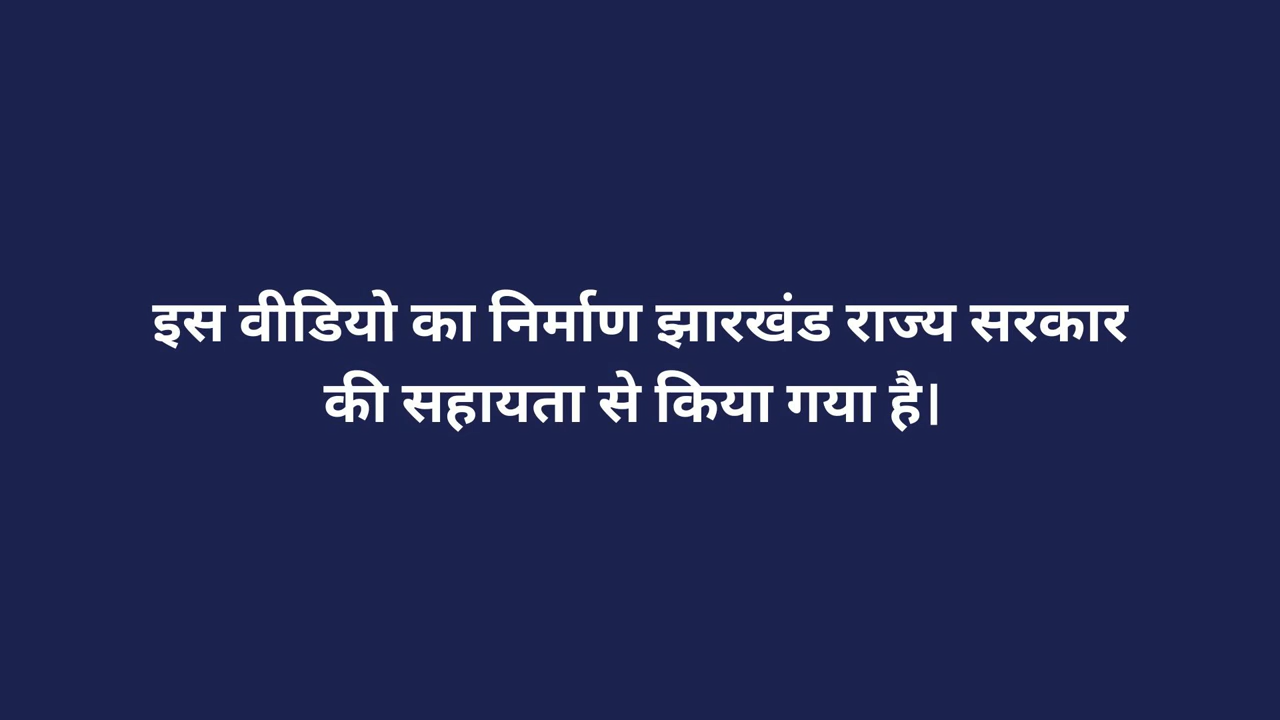 इस वीडियो का निर्माण झारखंड राज्य सरकार
की सहायता से किया गया है।